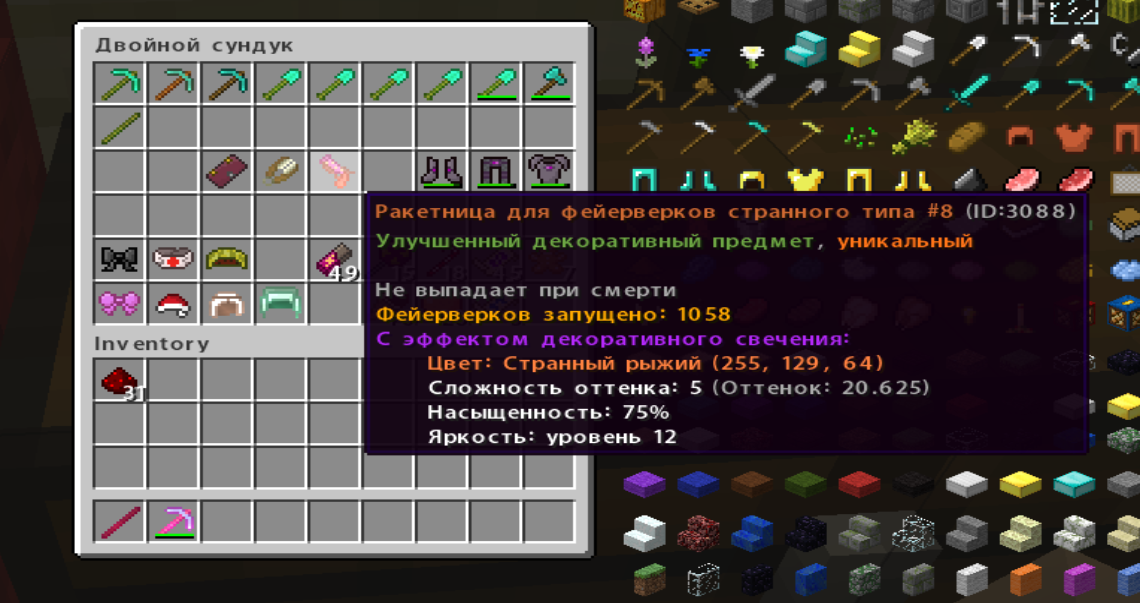 Двойной сундук
Ракетница для фейерверков странного типа #8 (ID:3088)
Улучшенный декоративный предмет, уникальный
49
Не выпадает при смерти
Фейерверков запущено: 1058
С эффектом декоративного свечения:
Inventory
Цвет: Странный рыжий (255, 129, 64)
31
Сложность оттенка: 5 (Оттенок: 20.625)
Насыщенность: 75%
Яркость: уровень 12